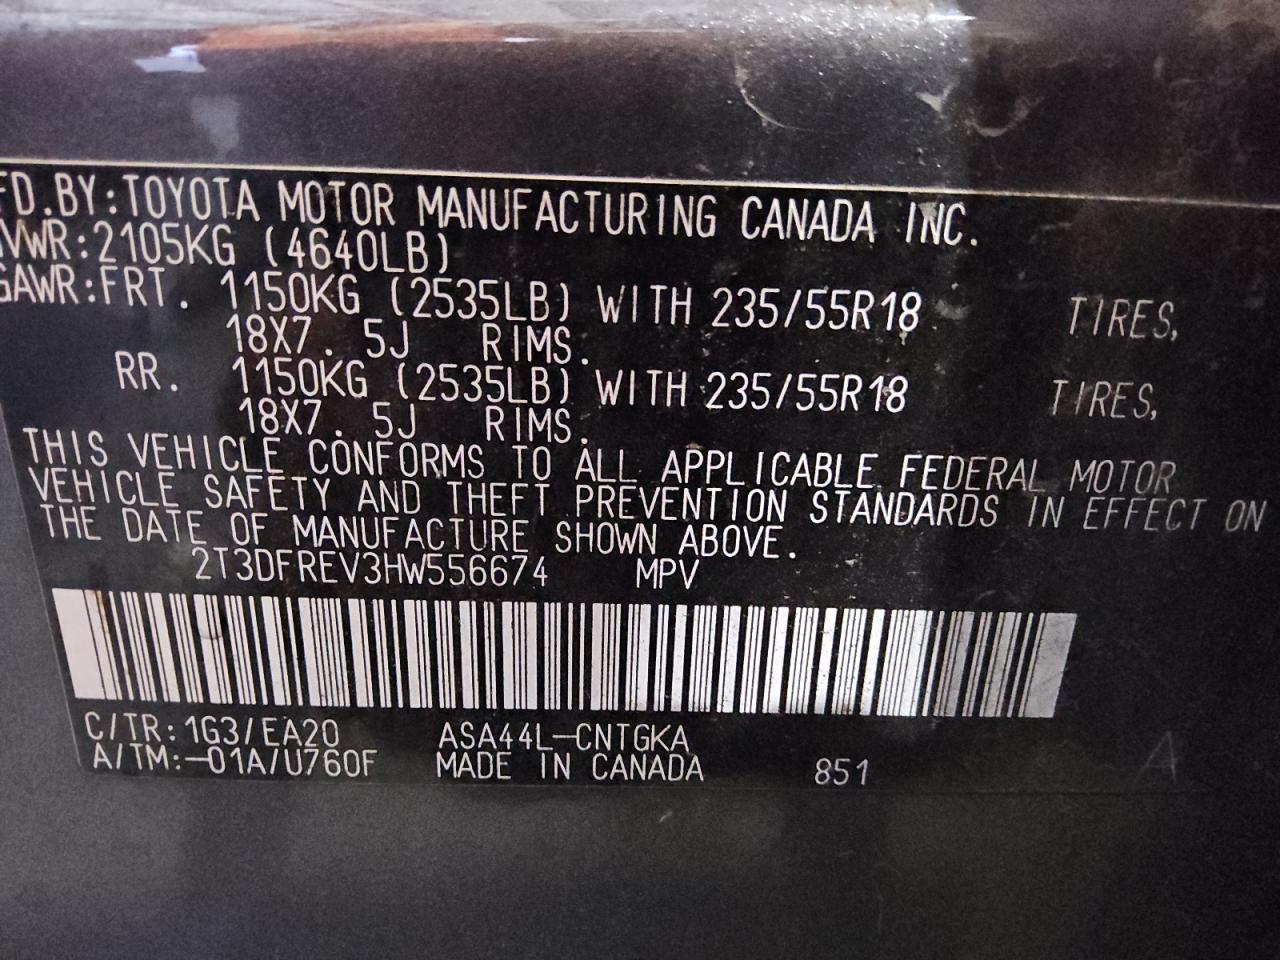 FD. BY: TOYOTA MOTOR MANUFACTURING CANADA INC.
VWR: 2105KG (4640LB)
GAWR: FRT. 1150KG (2535LB) WITH 235/55R18 TIRES,
18X7. 5J RIMS.
RR. 1150KG (2535LB) WITH 235/55R18 TIRES,
18X7. 5J RIMS.
THIS VEHICLE CONFORMS TO ALL APPLICABLE FEDERAL MOTOR
VEHICLE SAFETY AND THEFT PREVENTION STANDARDS IN EFFECT ON
THE DATE OF MANUFACTURE SHOWN ABOVE.
2T3DFREV3HW556674 MPV
C/TR: 1G3/EA20 ASA44L-CNTGKA
A/TM:-01A/U760F MADE IN CANADA 851 A